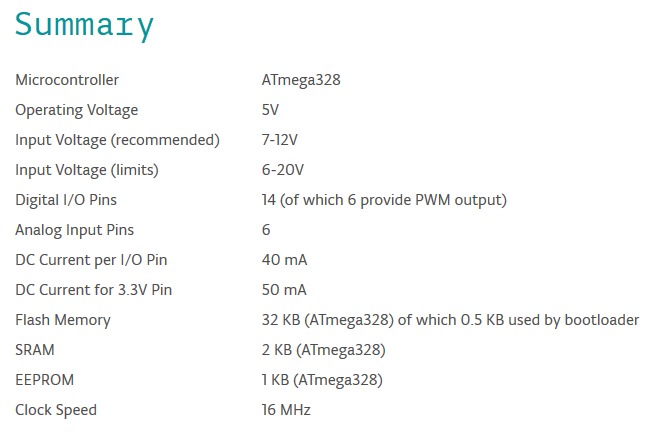 Summary
Microcontroller ATmega328
Operating Voltage 5V
Input Voltage (recommended) 7-12V
Input Voltage (limits) 6-20V
Digital I/O Pins 14 (of which 6 provide PWM output)
Analog Input Pins 6
DC Current per I/O Pin 40 mA
DC Current for 3.3V Pin 50 mA
Flash Memory 32 KB (ATmega328) of which 0.5 KB used by bootloader
SRAM 2 KB (ATmega328)
EEPROM 1 KB (ATmega328)
Clock Speed 16 MHz